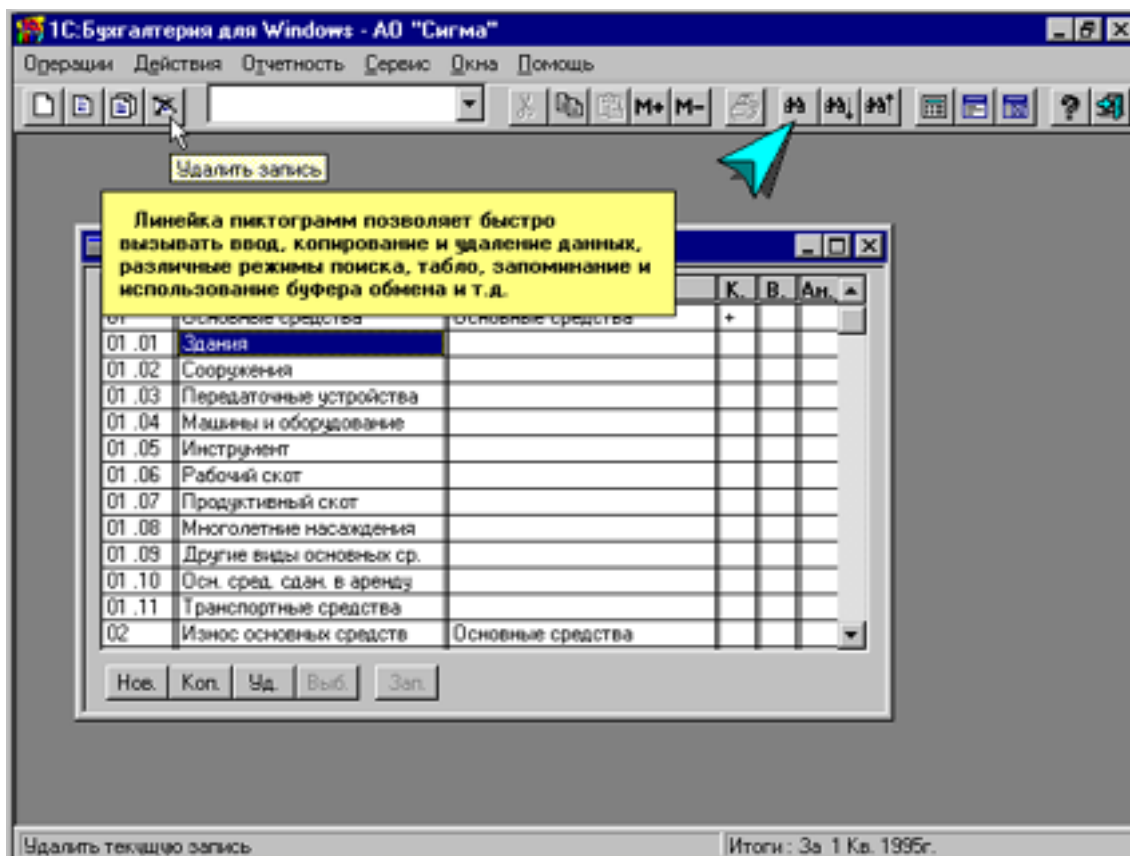 1С:Бухгалтерия для Windows - АО "Сигма"
Операции Действия Отчетность Сервис Окна Помощь
M+ M-
Удалить запись
Линейка пиктограмм позволяет быстро
вызывать ввод, копирование и удаление данных,
различные режимы поиска, табло, запоминание и
использование буфера обмена и т.д.
К. В. Ан.
01 Основные средства Основные средства +
01 .01 Здания
01 .02 Сооружения
01 .03 Передаточные устройства
01 .04 Машины и оборудование
01 .05 Инструмент
01 .06 Рабочий скот
01 .07 Продуктивный скот
01 .08 Многолетние насаждения
01 .09 Другие виды основных ср.
01 .10 Осн. сред. сдан. в аренду
01 .11 Транспортные средства
02 Износ основных средств Основные средства
Нов. Коп. Уд. Выб. Зап.
Удалить текущую запись Итоги : За 1 Кв. 1995г.